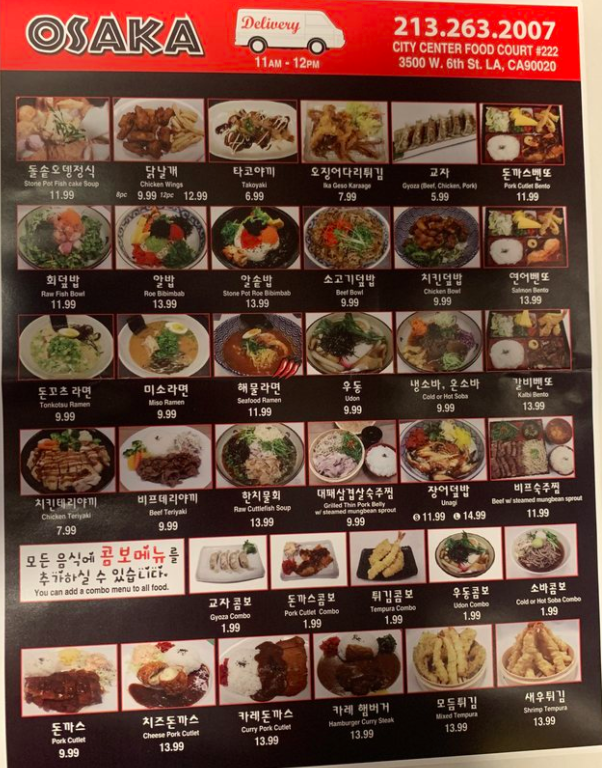 OSAKA
Delivery
11AM - 12PM
213.263.2007
CITY CENTER FOOD COURT #222
3500 W. 6th St. LA, CA90020
돌솥오뎅정식 닭날개 타코야끼 오징어다리튀김 교자 돈까스벤또
Stone Pot Fish cake Soup Chicken Wings Takoyaki Ika Geso Karaage Gyoza (Beef, Chicken, Pork) Pork Cutlet Bento
11.99 8pc 9.99 12pc 12.99 6.99 7.99 5.99 11.99
회덮밥 알밥 알솥밥 소고기덮밥 치킨덮밥 연어벤또
Raw Fish Bowl Roe Bibimbab Stone Pot Roe Bibimbab Beef Bowl Chicken Bowl Salmon Bento
11.99 9.99 13.99 9.99 9.99 13.99
돈꼬츠라면 미소라면 해물라면 우동 냉소바, 온소바 갈비벤또
Tonkotsu Ramen Miso Ramen Seafood Ramen Udon Cold or Hot Soba Kalbi Bento
9.99 9.99 11.99 9.99 9.99 13.99
치킨테리야끼 비프데리야끼 한치물회 대패삼겹살숙주찜 장어덮밥 비프숙주찜
Chicken Teriyaki Beef Teriyaki Raw Cuttlefish Soup Grilled Thin Pork Belly Unagi Beef w/ steamed mungbean sprout
w/ steamed mungbean sprout
7.99 9.99 13.99 9.99 S 11.99 L 14.99 11.99
모든 음식에 콤보메뉴를
추가하실 수 있습니다.
You can add a combo menu to all food.
교자콤보 돈까스콤보 튀김콤보 우동콤보 소바콤보
Gyoza Combo Pork Cutlet Combo Tempura Combo Udon Combo Cold or Hot Soba Combo
1.99 1.99 1.99 1.99 1.99
돈까스 치즈돈까스 카레돈까스 카레 햄버거 모듬튀김 새우튀김
Pork Cutlet Cheese Pork Cutlet Curry Pork Cutlet Hamburger Curry Steak Mixed Tempura Shrimp Tempura
9.99 13.99 13.99 13.99 13.99 13.99